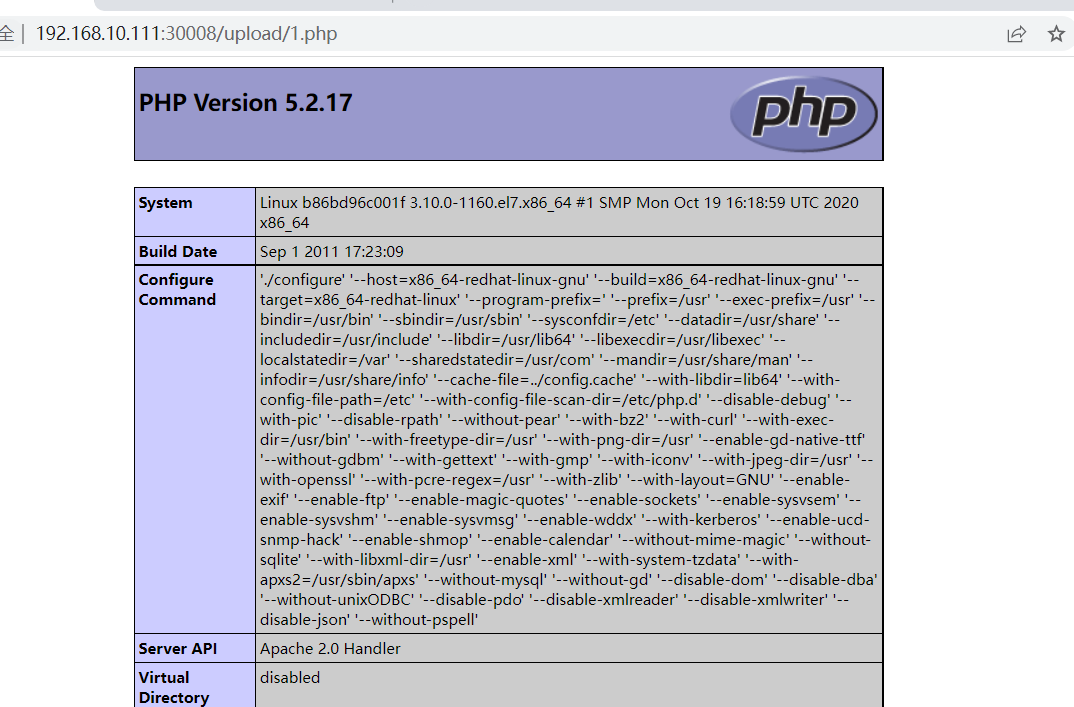 全 192.168.10.111:30008/upload/1.php
PHP Version 5.2.17
php
System
Linux b86bd96c001f 3.10.0-1160.el7.x86_64 #1 SMP Mon Oct 19 16:18:59 UTC 2020
x86_64
Build Date
Sep 1 2011 17:23:09
Configure
Command
'./configure' '--host=x86_64-redhat-linux-gnu' '--build=x86_64-redhat-linux-gnu' '--
target=x86_64-redhat-linux' '--program-prefix=' '--prefix=/usr' '--exec-prefix=/usr' '--
bindir=/usr/bin' '--sbindir=/usr/sbin' '--sysconfdir=/etc' '--datadir=/usr/share' '--
includedir=/usr/include' '--libdir=/usr/lib64' '--libexecdir=/usr/libexec' '--
localstatedir=/var' '--sharedstatedir=/usr/com' '--mandir=/usr/share/man' '--
infodir=/usr/share/info' '--cache-file=../config.cache' '--with-libdir=lib64' '--with-
config-file-path=/etc' '--with-config-file-scan-dir=/etc/php.d' '--disable-debug' '--
with-pic' '--disable-rpath' '--without-pear' '--with-bz2' '--with-curl' '--with-exec-
dir=/usr/bin' '--with-freetype-dir=/usr' '--with-png-dir=/usr' '--enable-gd-native-ttf'
'--without-gdbm' '--with-gettext' '--with-gmp' '--with-iconv' '--with-jpeg-dir=/usr' '--
with-openssl' '--with-pcre-regex=/usr' '--with-zlib' '--with-layout=GNU' '--enable-
exif' '--enable-ftp' '--enable-magic-quotes' '--enable-sockets' '--enable-sysvsem' '--
enable-sysvshm' '--enable-sysvmsg' '--enable-wddx' '--with-kerberos' '--enable-ucd-
snmp-hack' '--enable-shmop' '--enable-calendar' '--without-mime-magic' '--without-
sqlite' '--with-libxml-dir=/usr' '--enable-xml' '--with-system-tzdata' '--with-
apxs2=/usr/sbin/apxs' '--without-mysql' '--without-gd' '--disable-dom' '--disable-dba'
'--without-unixODBC' '--disable-pdo' '--disable-xmlreader' '--disable-xmlwriter' '--
disable-json' '--without-pspell'
Server API
Apache 2.0 Handler
Virtual
Directory
disabled